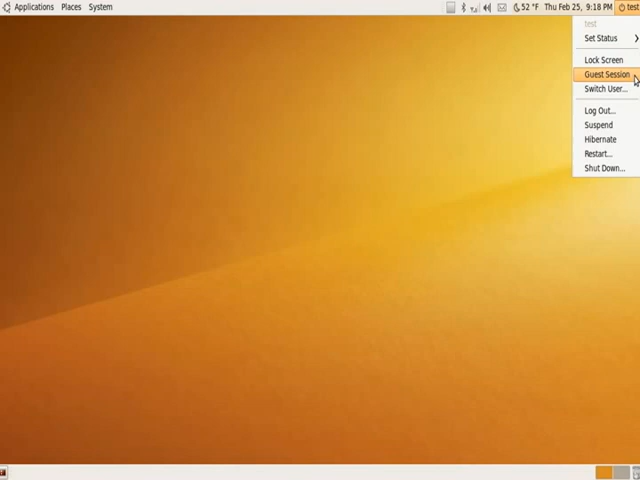 Applications Places System
52 °F Thu Feb 25, 9:18 PM test
test
Set Status
Lock Screen
Guest Session
Switch User...
Log Out...
Suspend
Hibernate
Restart...
Shut Down...